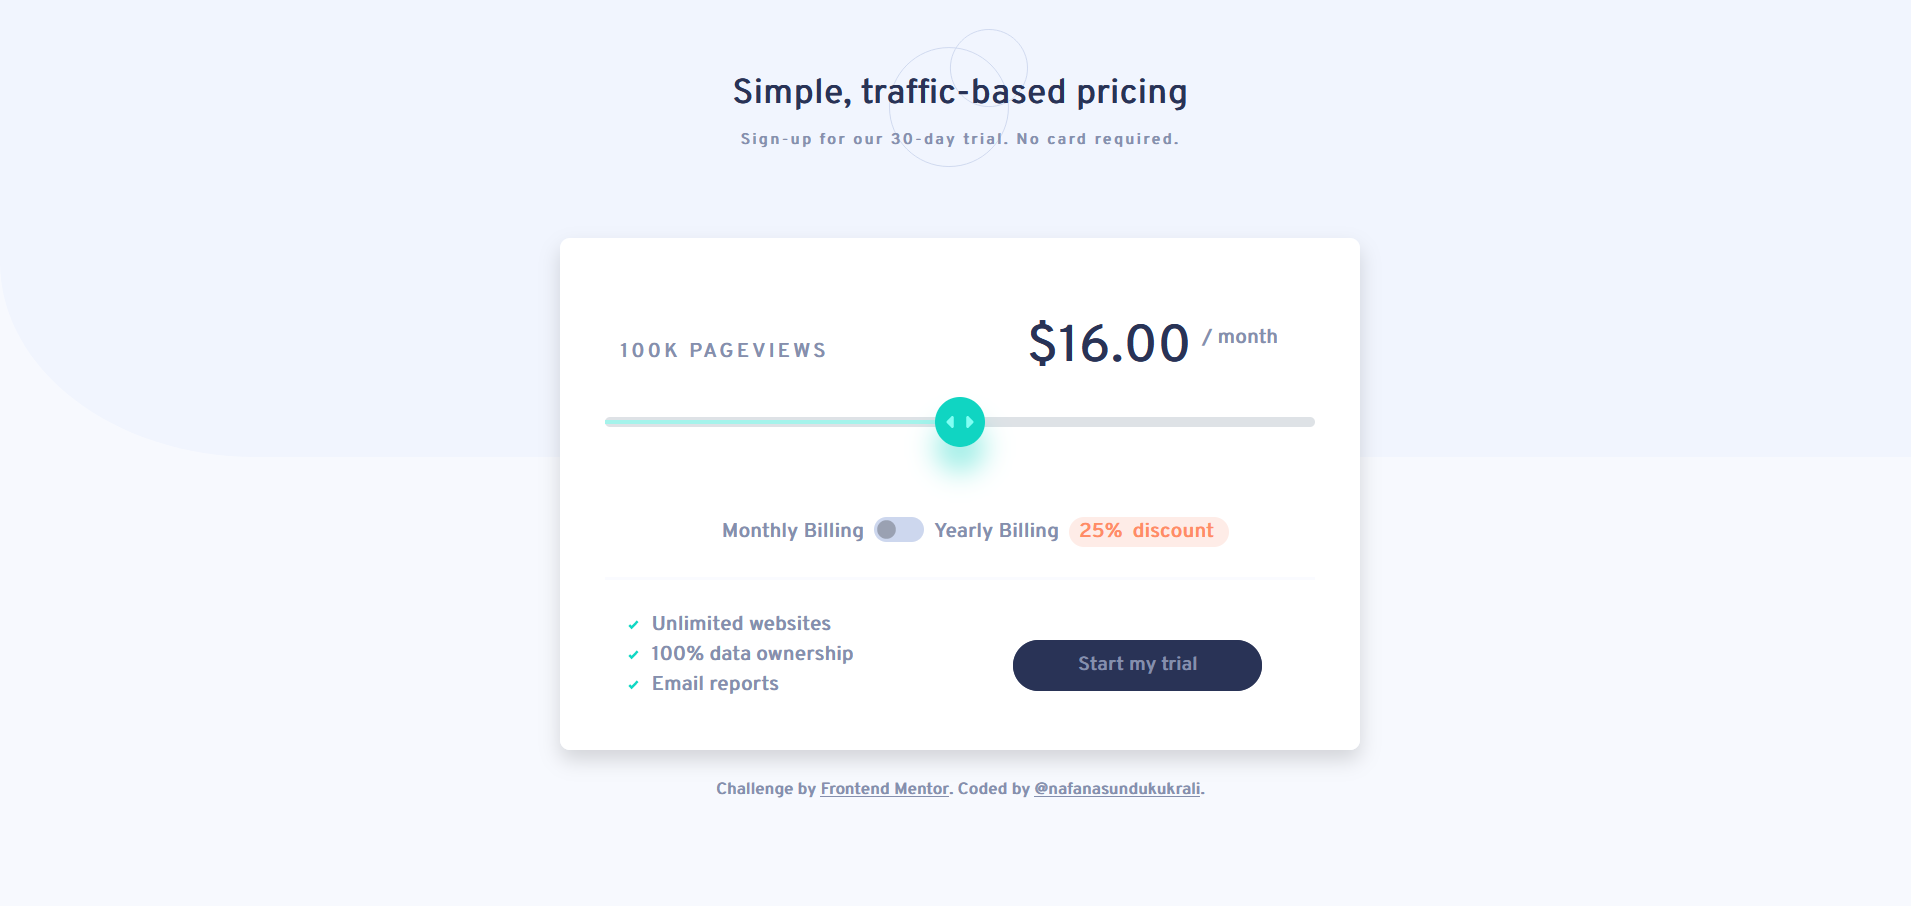 Simple, traffic-based pricing
Sign-up for our 30-day trial. No card required.
100K PAGEVIEWS
$16.00 / month
Monthly Billing Yearly Billing 25% discount
Unlimited websites
100% data ownership
Email reports
Start my trial
Challenge by Frontend Mentor. Coded by @nafanasundukukrali.